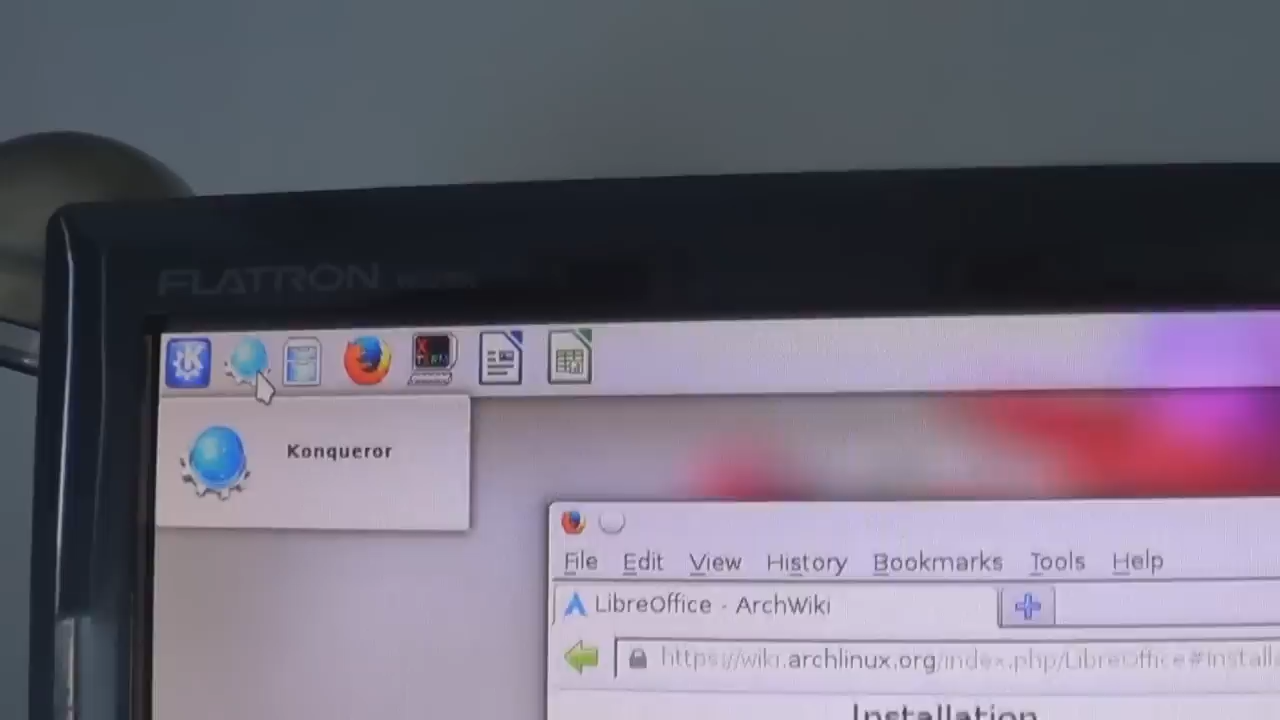 FLATRON
Konqueror
File Edit View History Bookmarks Tools Help
LibreOffice - ArchWiki
https://wiki.archlinux.org/index.php/LibreOffice#Install
Installation